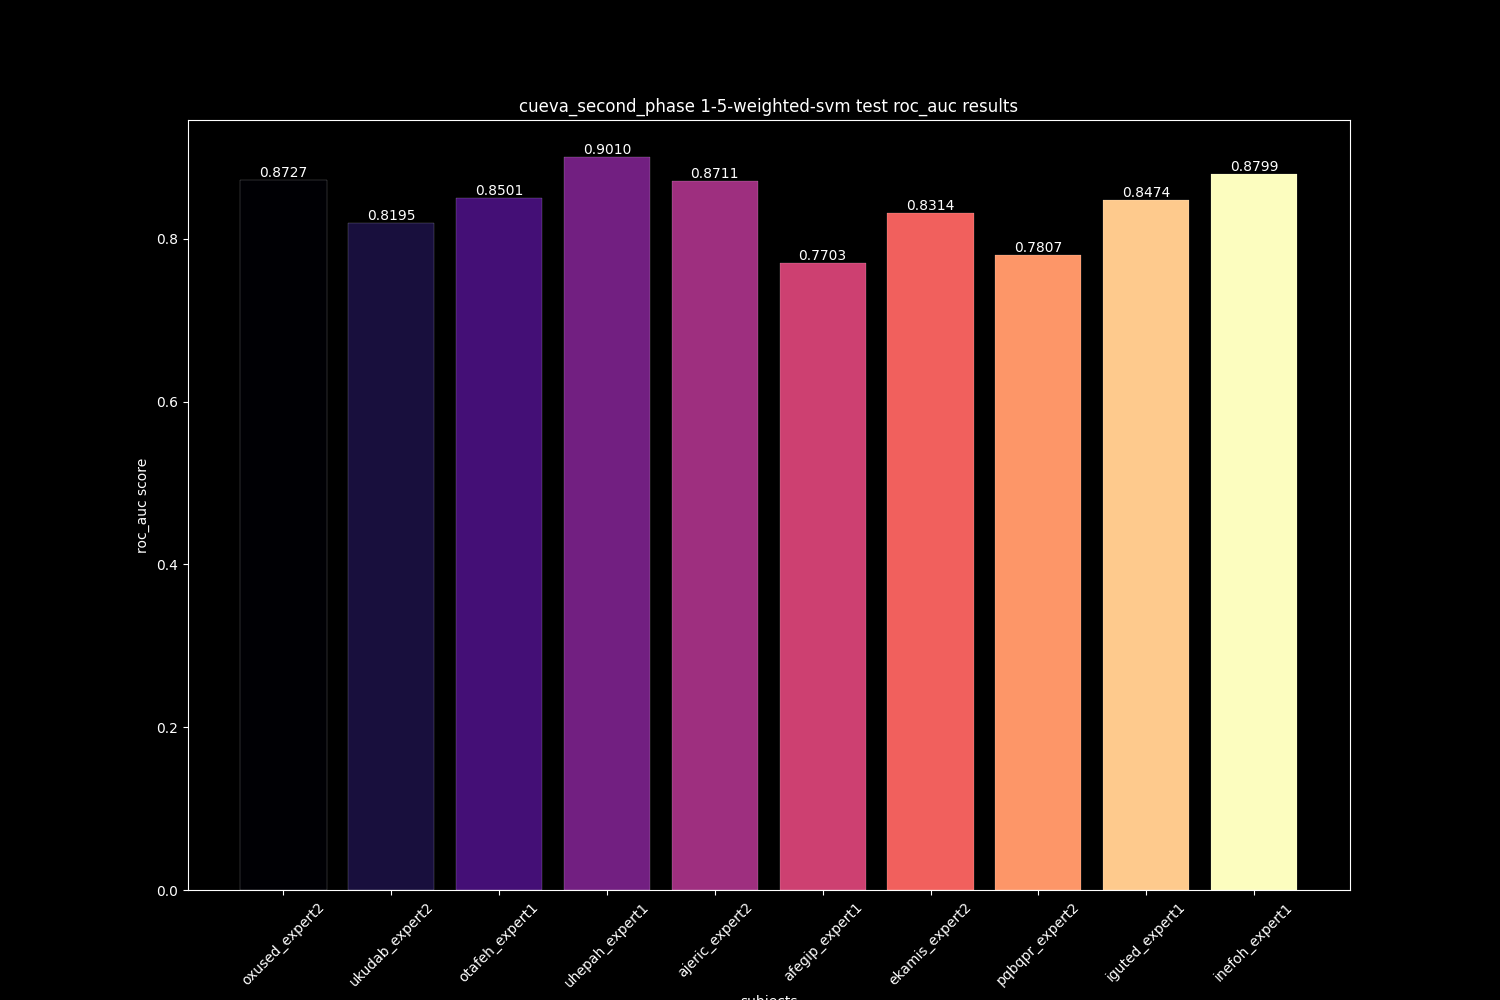 cueva_second_phase 1-5-weighted-svm test roc_auc results
0.8727
0.8195
0.8501
0.9010
0.8711
0.7703
0.8314
0.7807
0.8474
0.8799
roc_auc score
0.8
0.6
0.4
0.2
0.0
oxused_expert2
ukudab_expert2
otafeh_expert1
uhepah_expert1
ajeric_expert2
afegip_expert1
ekamis_expert2
pqbqpr_expert2
iguted_expert1
inefoh_expert1
subjects